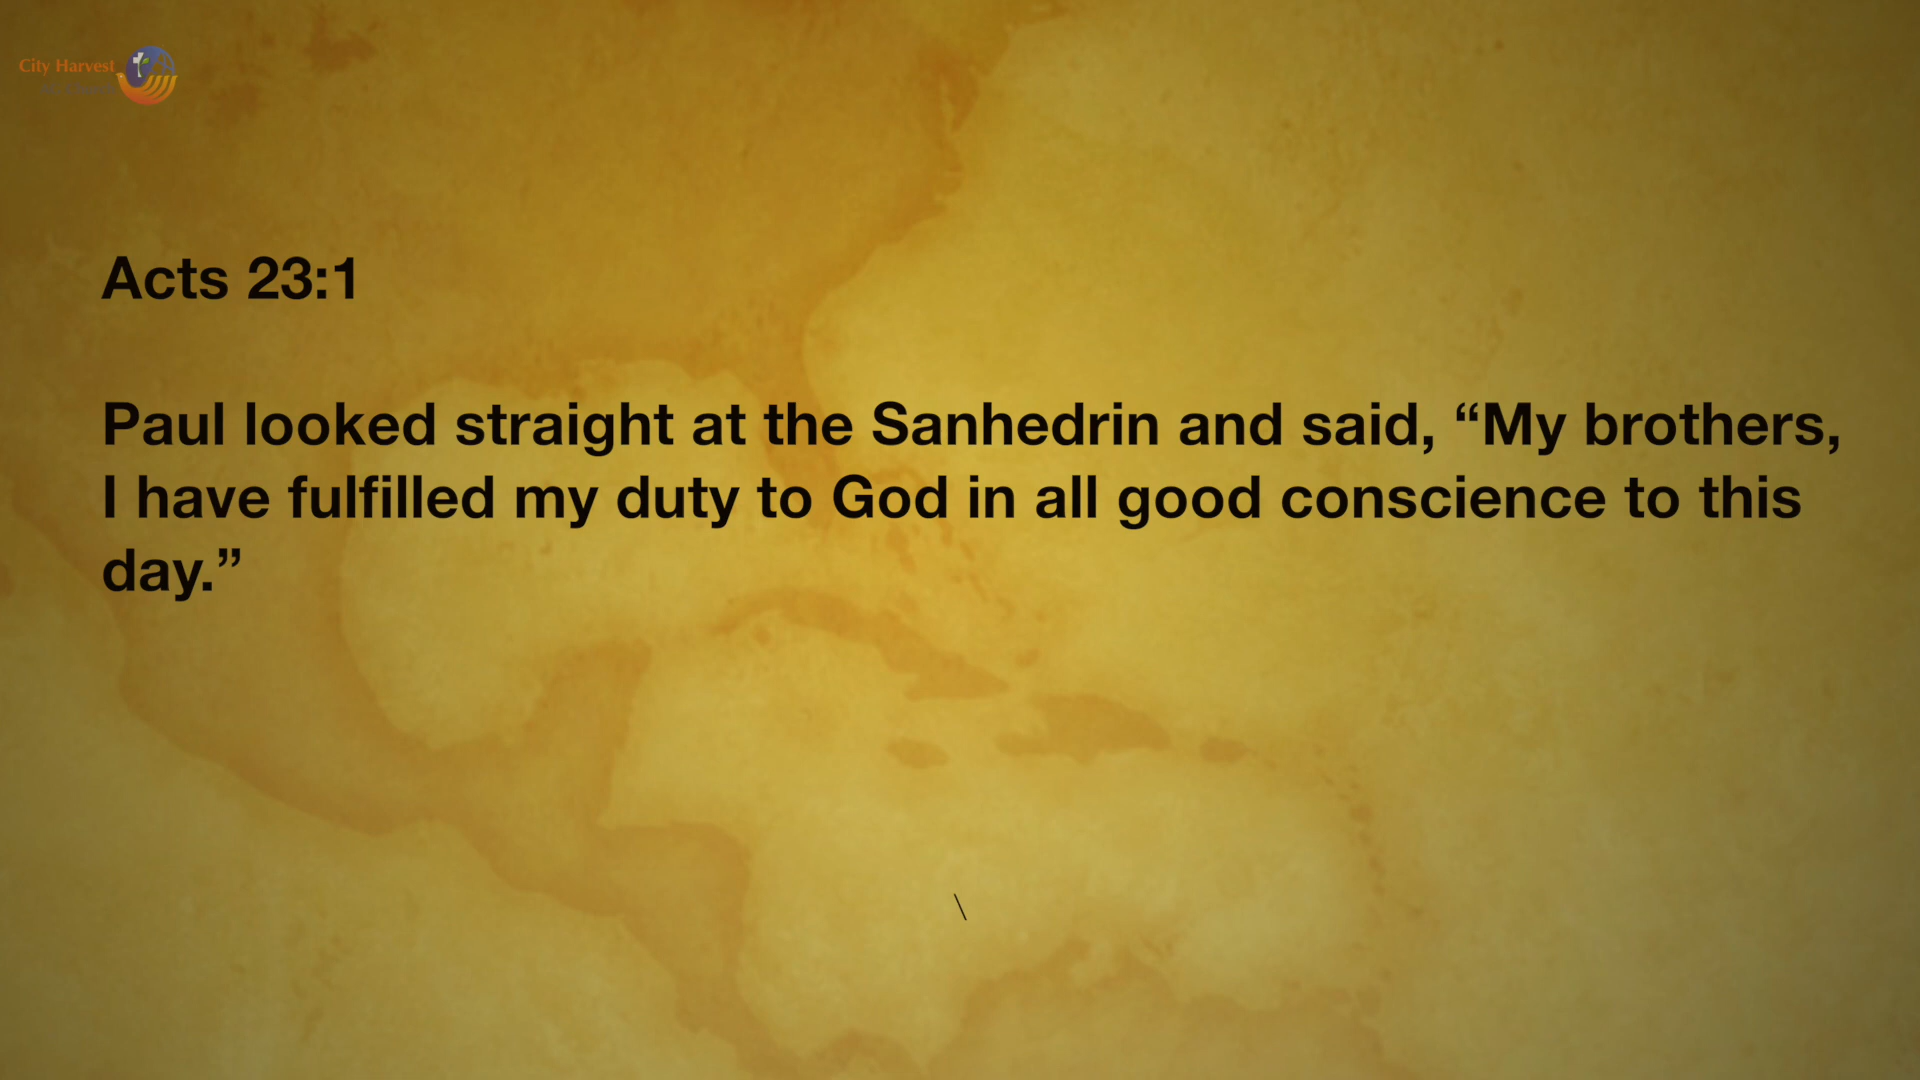 City Harvest
Acts 23:1
Paul looked straight at the Sanhedrin and said, “My brothers,
I have fulfilled my duty to God in all good conscience to this
day.”
\